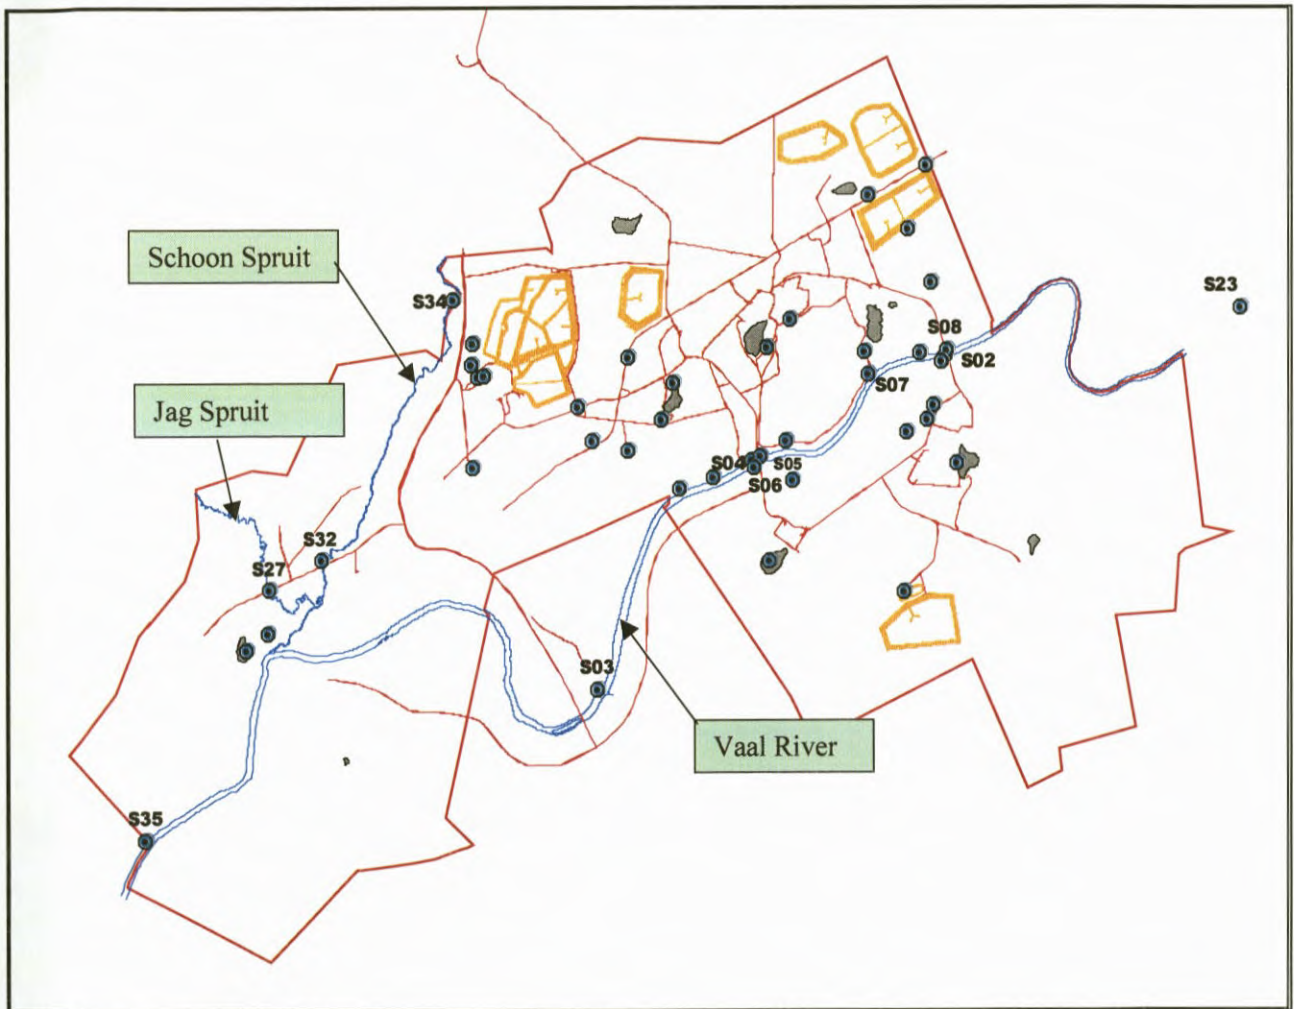 Schoon Spruit
S34
S23
S08
S02
S07
Jag Spruit
S04
S05
S06
S32
S27
S03
Vaal River
S35